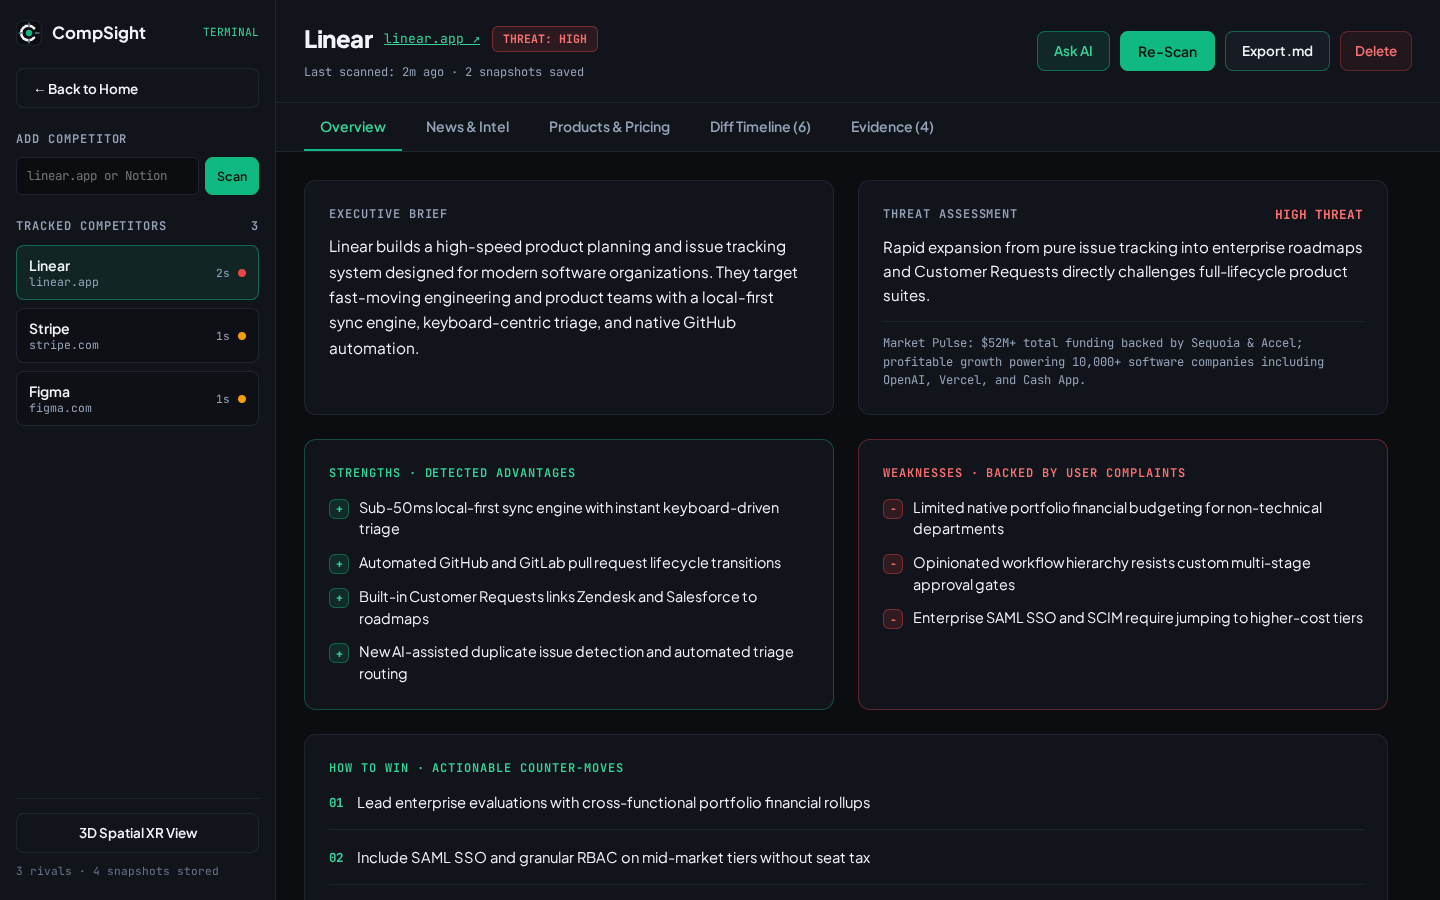 CompSight
TERMINAL
← Back to Home
ADD COMPETITOR
linear.app or Notion
Scan
TRACKED COMPETITORS
3
Linear
linear.app
2s
Stripe
stripe.com
1s
Figma
figma.com
1s
3D Spatial XR View
3 rivals · 4 snapshots stored
Linear
linear.app ↗
THREAT: HIGH
Last scanned: 2m ago · 2 snapshots saved
Ask AI
Re-Scan
Export .md
Delete
Overview
News & Intel
Products & Pricing
Diff Timeline (6)
Evidence (4)
EXECUTIVE BRIEF
Linear builds a high-speed product planning and issue tracking
system designed for modern software organizations. They target
fast-moving engineering and product teams with a local-first
sync engine, keyboard-centric triage, and native GitHub
automation.
THREAT ASSESSMENT
HIGH THREAT
Rapid expansion from pure issue tracking into enterprise roadmaps
and Customer Requests directly challenges full-lifecycle product
suites.
Market Pulse: $52M+ total funding backed by Sequoia & Accel;
profitable growth powering 10,000+ software companies including
OpenAI, Vercel, and Cash App.
STRENGTHS · DETECTED ADVANTAGES
+ Sub-50ms local-first sync engine with instant keyboard-driven
triage
+ Automated GitHub and GitLab pull request lifecycle transitions
+ Built-in Customer Requests links Zendesk and Salesforce to
roadmaps
+ New AI-assisted duplicate issue detection and automated triage
routing
WEAKNESSES · BACKED BY USER COMPLAINTS
- Limited native portfolio financial budgeting for non-technical
departments
- Opinionated workflow hierarchy resists custom multi-stage
approval gates
- Enterprise SAML SSO and SCIM require jumping to higher-cost tiers
HOW TO WIN · ACTIONABLE COUNTER-MOVES
01 Lead enterprise evaluations with cross-functional portfolio financial rollups
02 Include SAML SSO and granular RBAC on mid-market tiers without seat tax